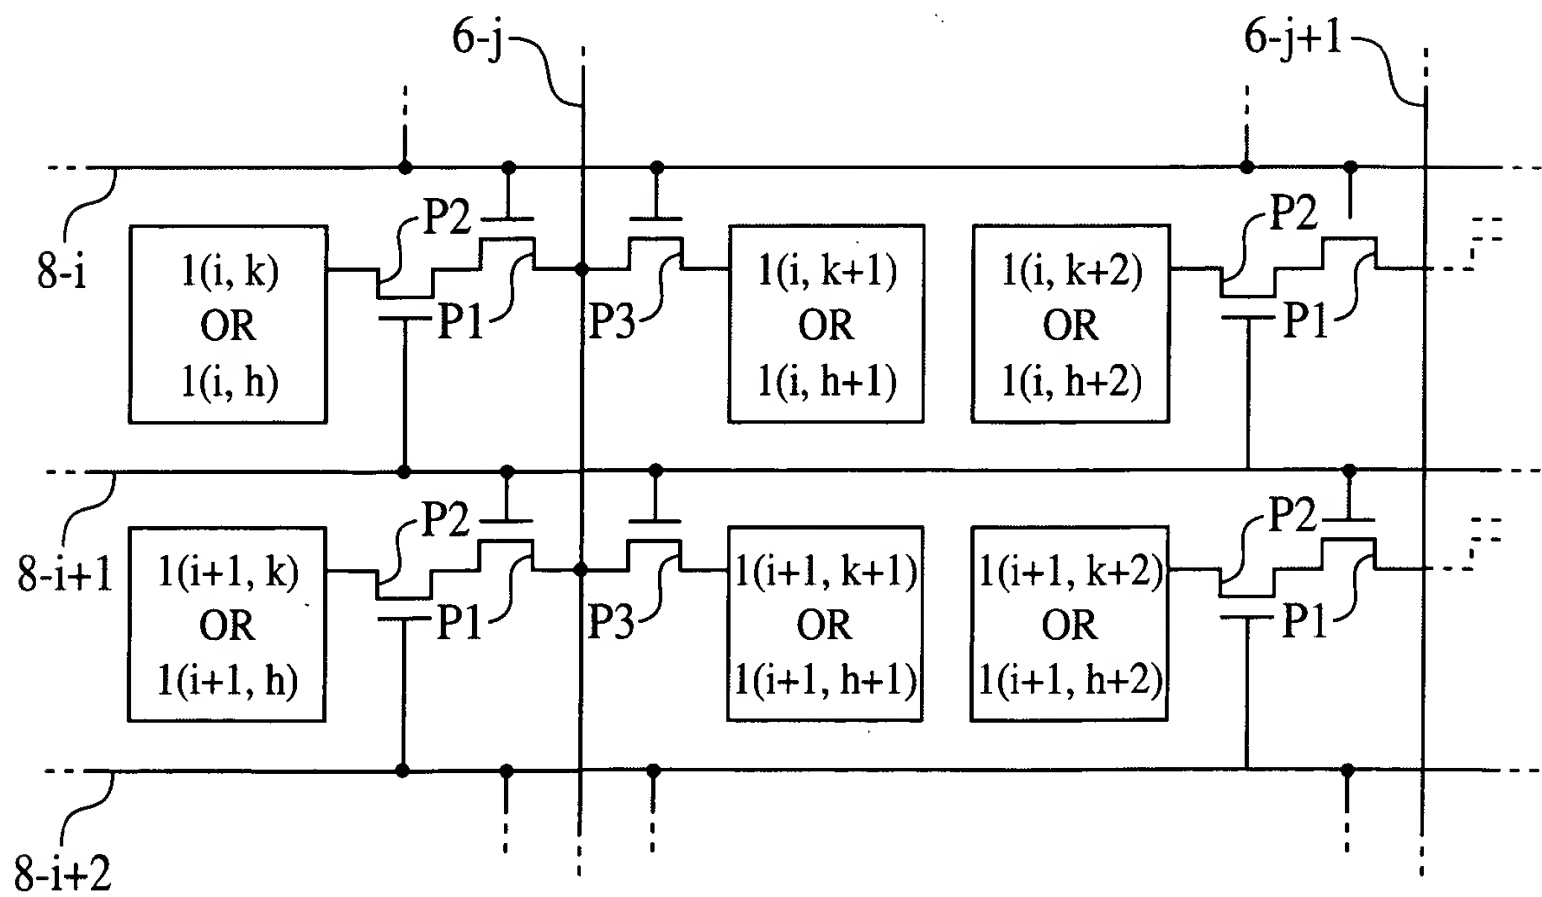 6-j
6-j+1
8-i
P2
P2
1(i, k)
OR
1(i, h)
P1
P3
1(i, k+1)
OR
1(i, h+1)
1(i, k+2)
OR
1(i, h+2)
P1
8-i+1
P2
P2
1(i+1, k)
OR
1(i+1, h)
P1
P3
1(i+1, k+1)
OR
1(i+1, h+1)
1(i+1, k+2)
OR
1(i+1, h+2)
P1
8-i+2